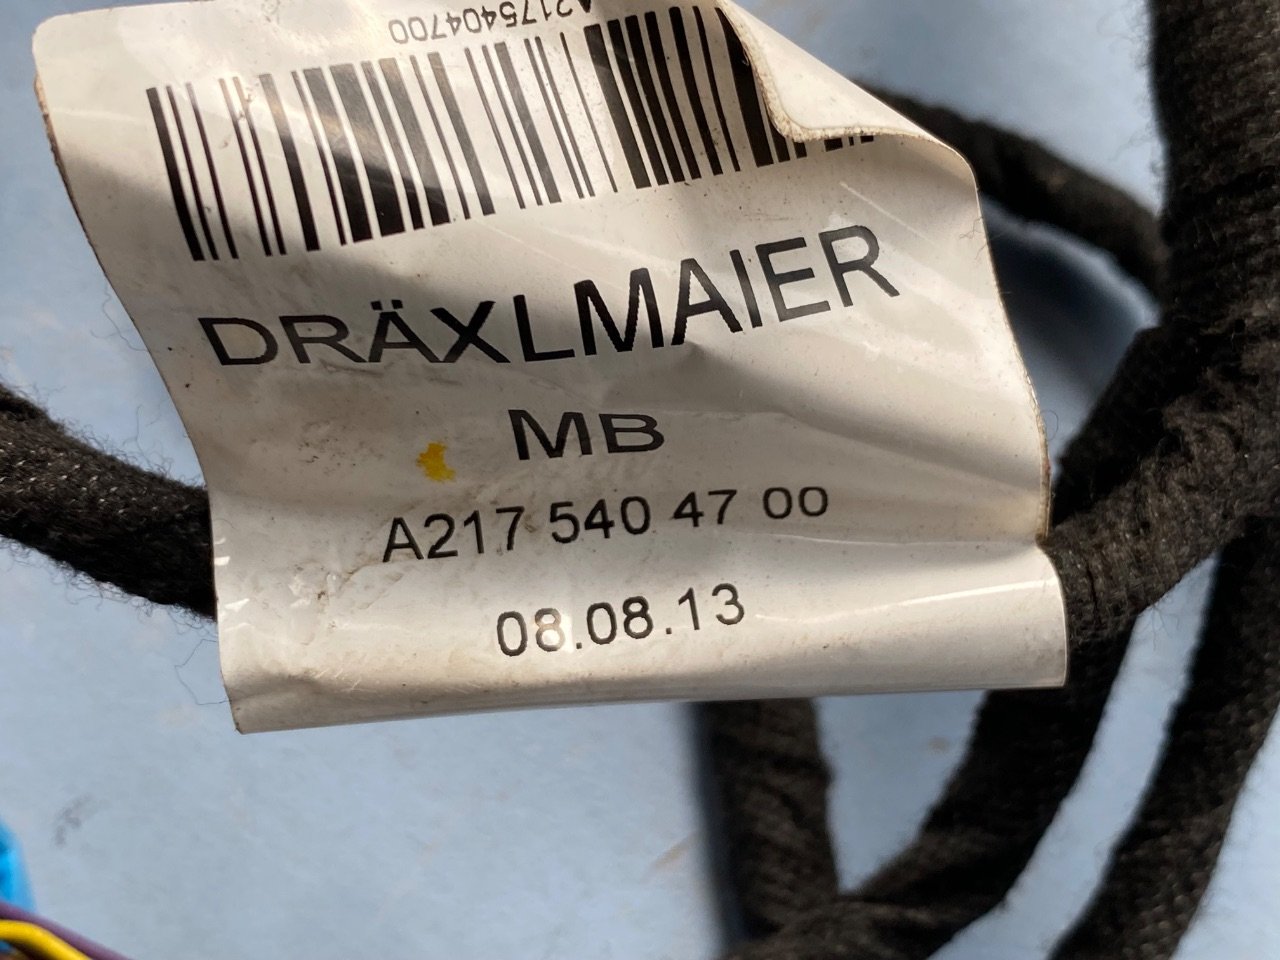 A2175404700
DRÄXLMAIER
MB
A217 540 47 00
08.08.13